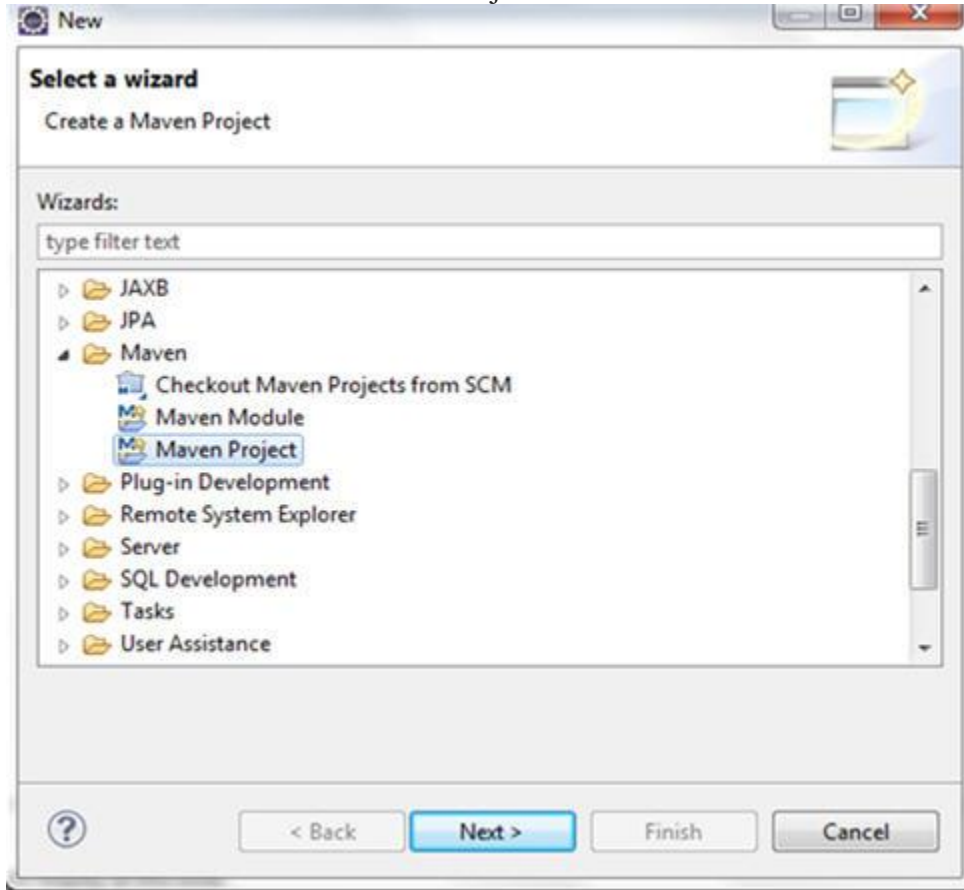 New
Select a wizard
Create a Maven Project
Wizards:
type filter text
JAXB
JPA
Maven
Checkout Maven Projects from SCM
Maven Module
Maven Project
Plug-in Development
Remote System Explorer
Server
SQL Development
Tasks
User Assistance
? < Back Next > Finish Cancel